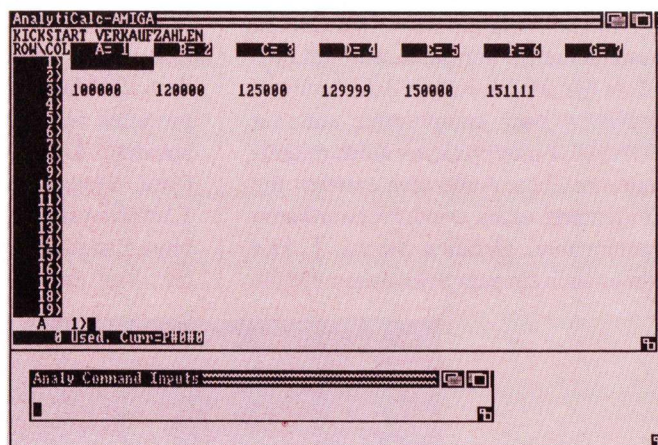 AnalytiCalc-AMIGA
KICKSTART VERKAUFZAHLEN
ROW\COL A= 1 B= 2 C= 3 D= 4 E= 5 F= 6 G= 7
1>
2>
3> 100000 120000 125000 129999 150000 151111
4>
5>
6>
7>
8>
9>
10>
11>
12>
13>
14>
15>
16>
17>
18>
19>
A 1>
0 Used. Curr=P#0#0
Analy Command Inputs